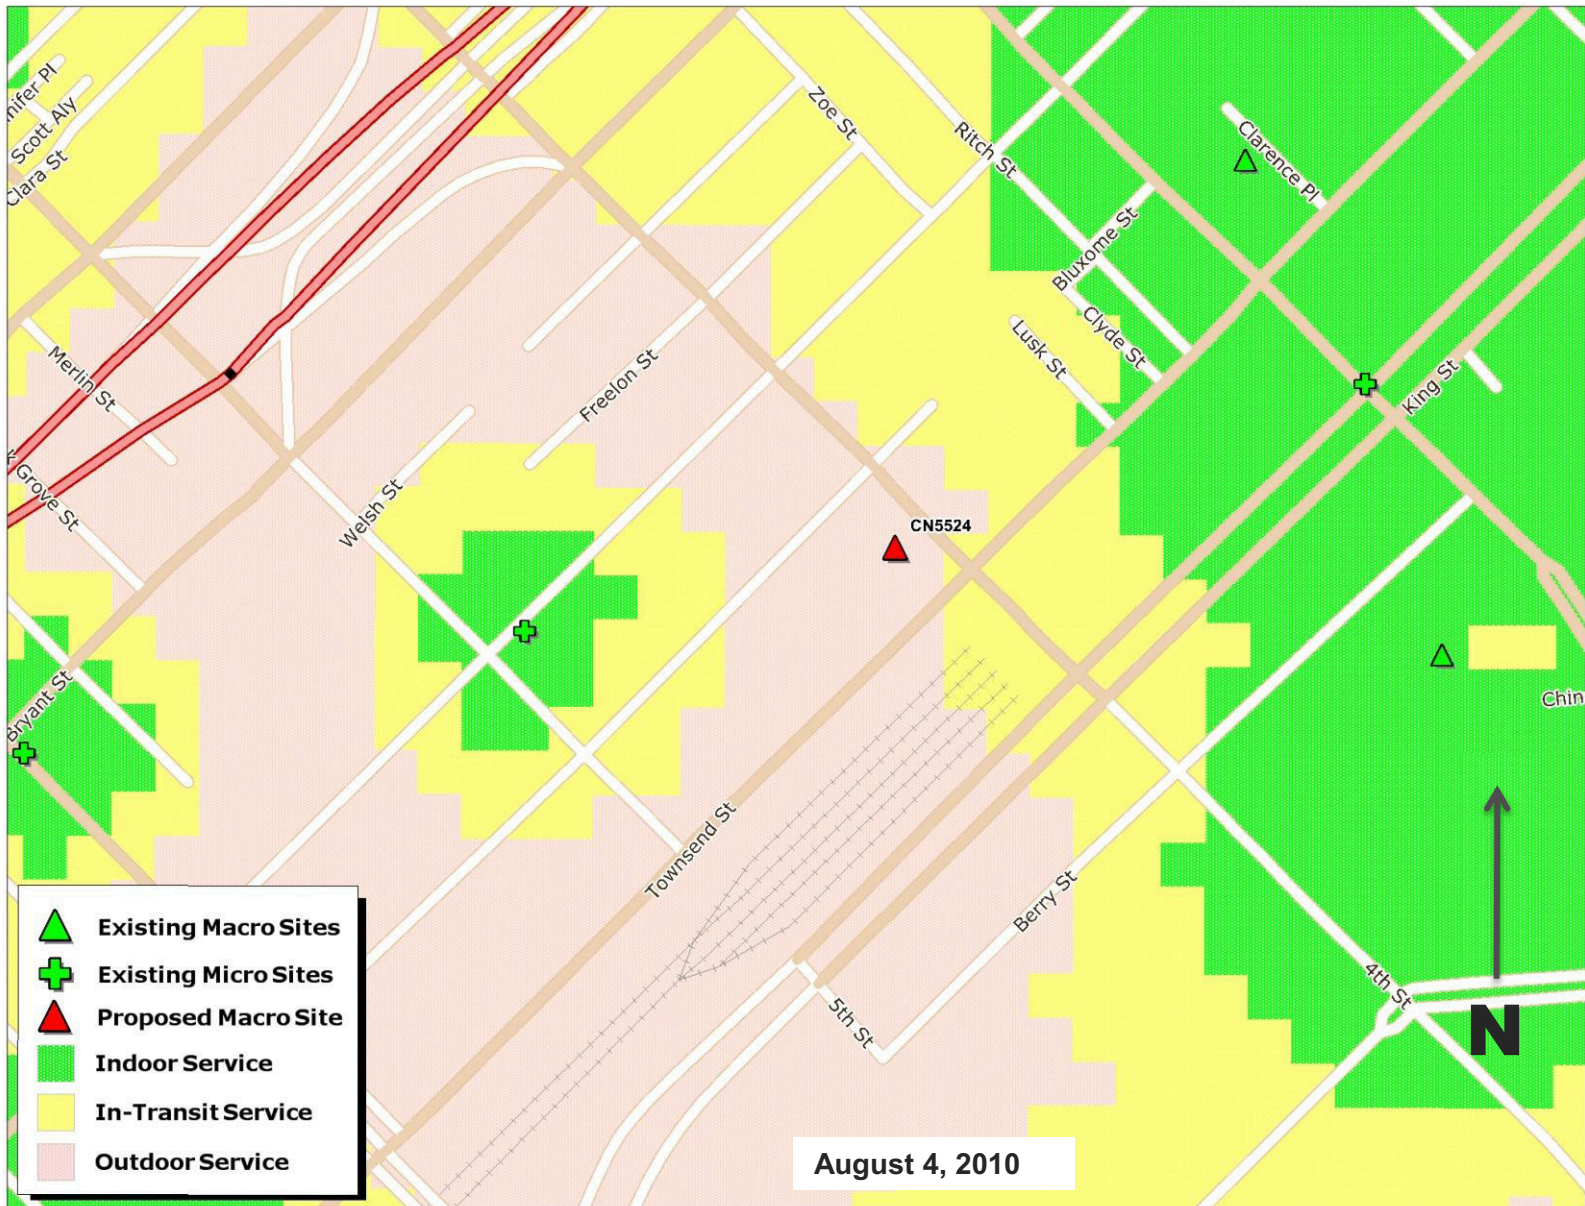 nifer Pl
Scott Aly
Clara St
Zoe St
Ritch St
Clarence Pl
Bluxome St
Clyde St
Lusk St
King St
Merlin St
Freelon St
k Grove St
Welsh St
CN5524
Bryant St
Chin
Townsend St
Berry St
4th St
5th St
N
Existing Macro Sites
Existing Micro Sites
Proposed Macro Site
Indoor Service
In-Transit Service
Outdoor Service
August 4, 2010